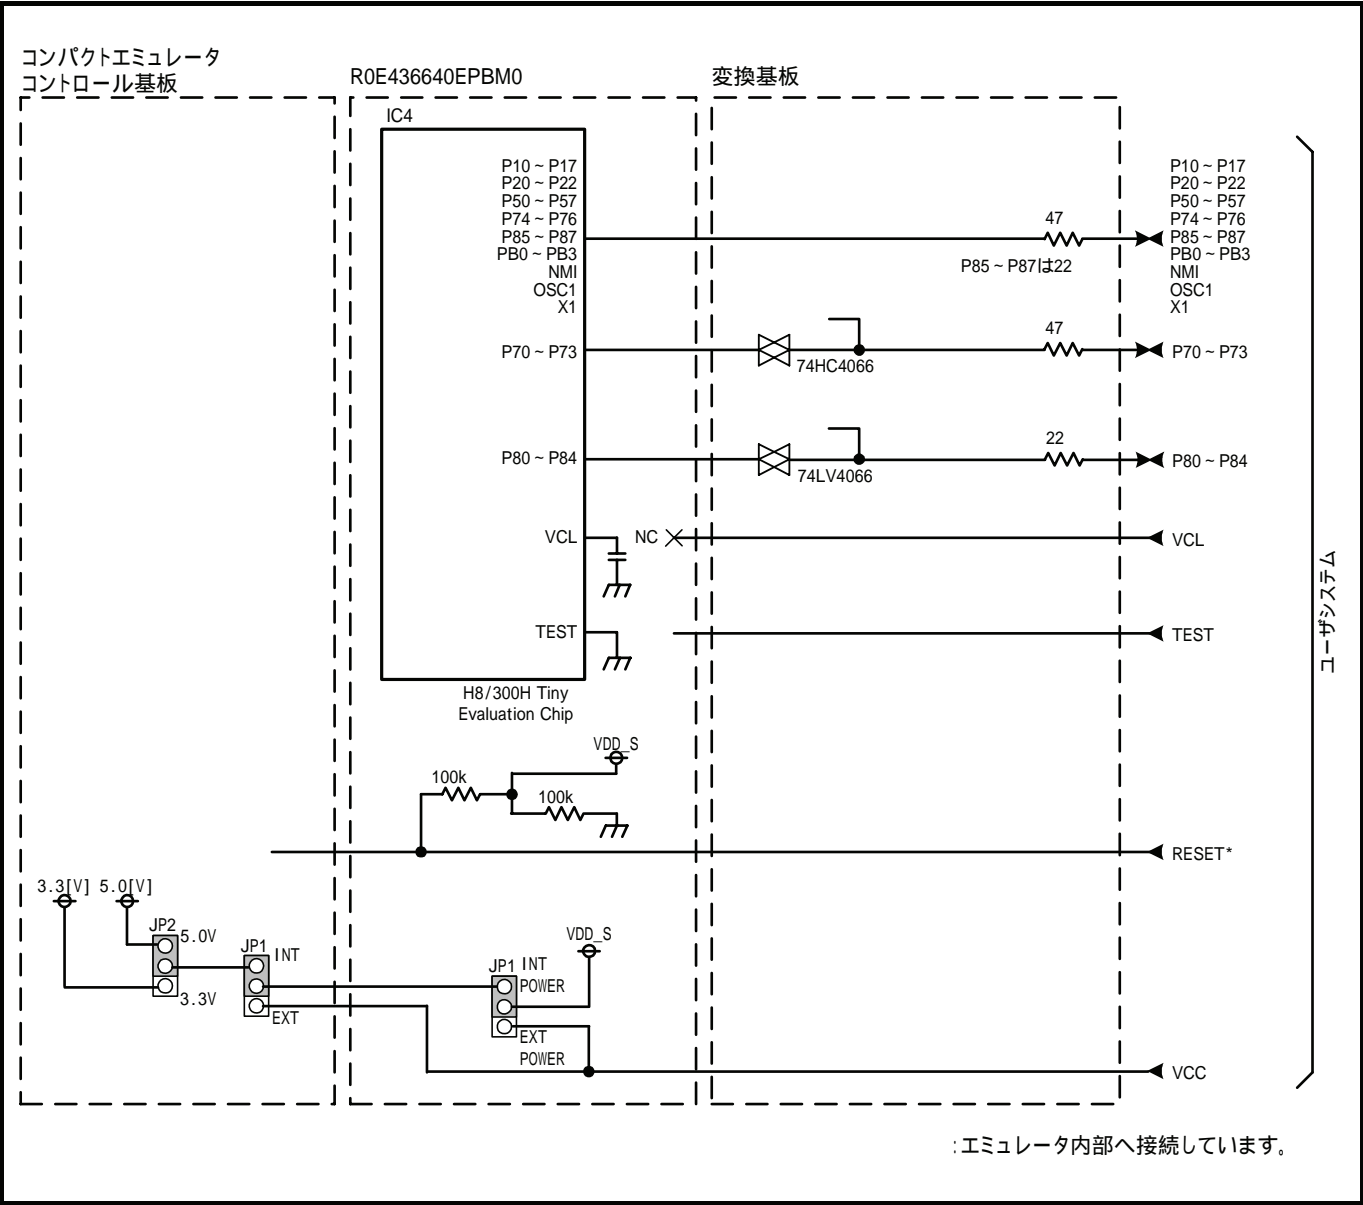 コンパクトエミュレータ
コントロール基板
R0E436640EPBM0
変換基板
IC4
P10 ~ P17
P20 ~ P22
P50 ~ P57
P74 ~ P76
P85 ~ P87
PB0 ~ PB3
NMI
OSC1
X1
47
P85 ~ P87は22
P10 ~ P17
P20 ~ P22
P50 ~ P57
P74 ~ P76
P85 ~ P87
PB0 ~ PB3
NMI
OSC1
X1
P70 ~ P73
74HC4066
47
P70 ~ P73
P80 ~ P84
74LV4066
22
P80 ~ P84
VCL
NC
VCL
TEST
TEST
ユーザシステム
H8/300H Tiny
Evaluation Chip
VDD_S
100k
100k
RESET*
3.3[V]
5.0[V]
JP2
5.0V
3.3V
JP1
INT
EXT
VDD_S
JP1
INT
POWER
EXT
POWER
VCC
:エミュレータ内部へ接続しています。